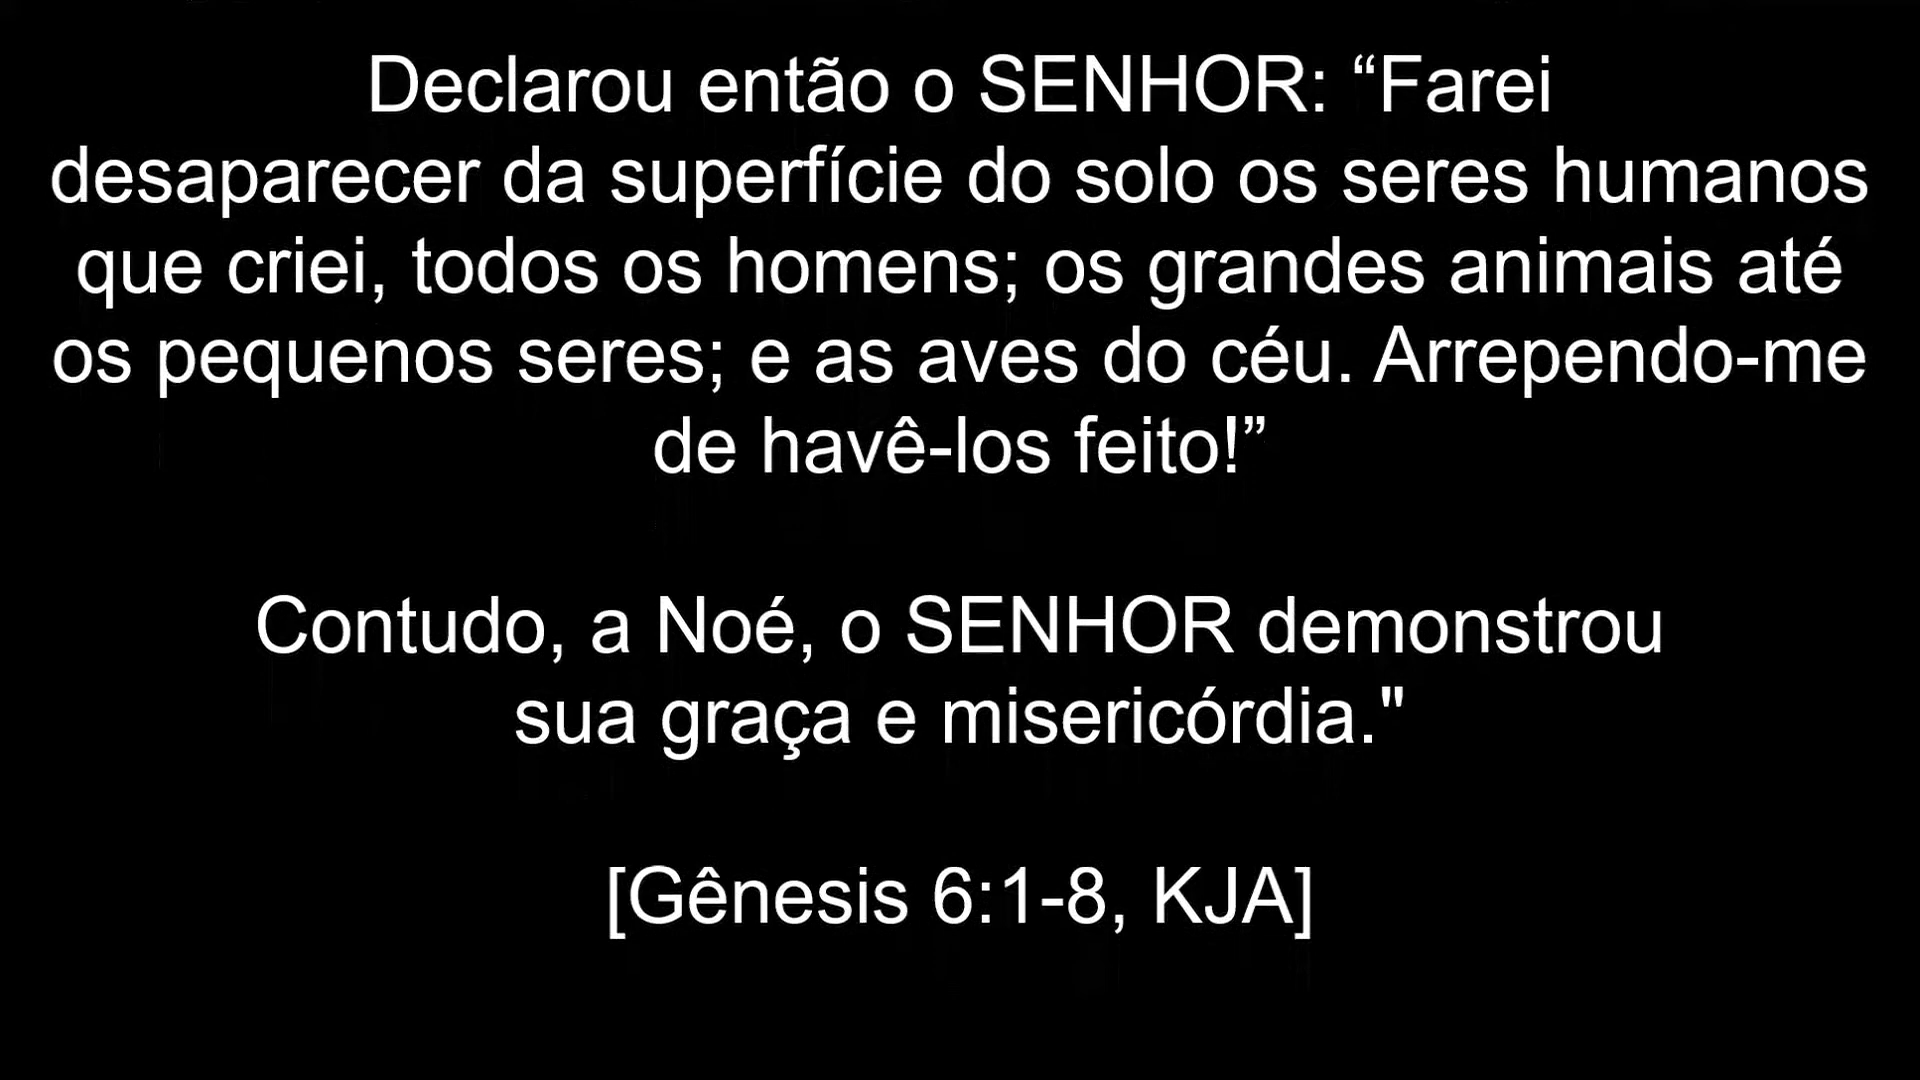 Declarou então o SENHOR: “Farei
desaparecer da superfície do solo os seres humanos
que criei, todos os homens; os grandes animais até
os pequenos seres; e as aves do céu. Arrependo-me
de havê-los feito!”
Contudo, a Noé, o SENHOR demonstrou
sua graça e misericórdia."
[Gênesis 6:1-8, KJA]